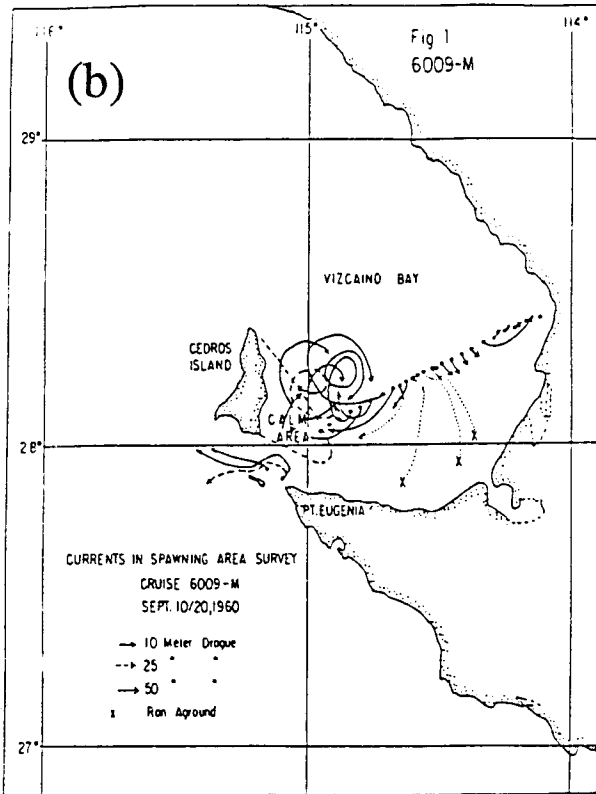 116° 115° 114°
(b)
Fig 1
6009-M
29°
VIZCAINO BAY
CEDROS
ISLAND
CALM
AREA
28°
PT. EUGENIA
CURRENTS IN SPAWNING AREA SURVEY
CRUISE 6009-M
SEPT. 10/20,1960
10 Meter Drogue
25 " "
50 " "
x Ran Aground
27°